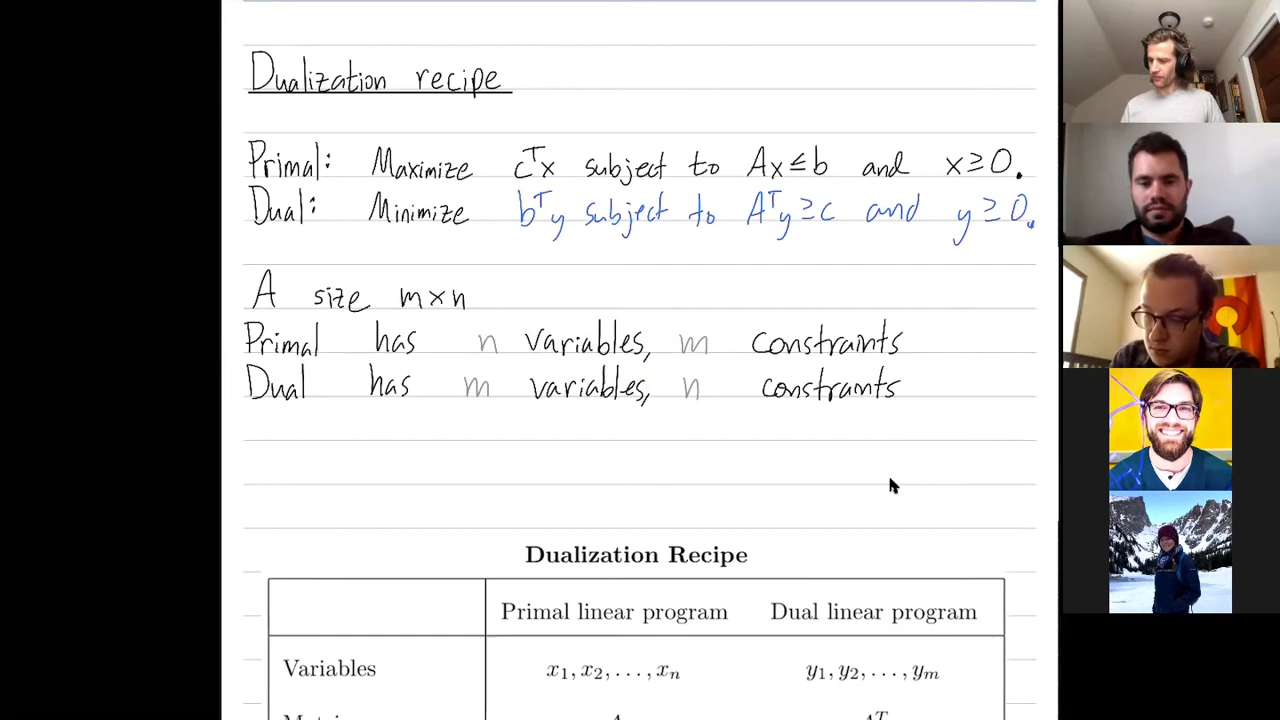 Dualization recipe
Primal: Maximize cᵀx subject to Ax ≤ b and x ≥ 0.
Dual: Minimize bᵀy subject to Aᵀy ≥ c and y ≥ 0.
A size m×n
Primal has n variables, m constraints
Dual has m variables, n constraints
Dualization Recipe
Primal linear program Dual linear program
Variables x₁, x₂, . . . , xₙ y₁, y₂, . . . , yₘ